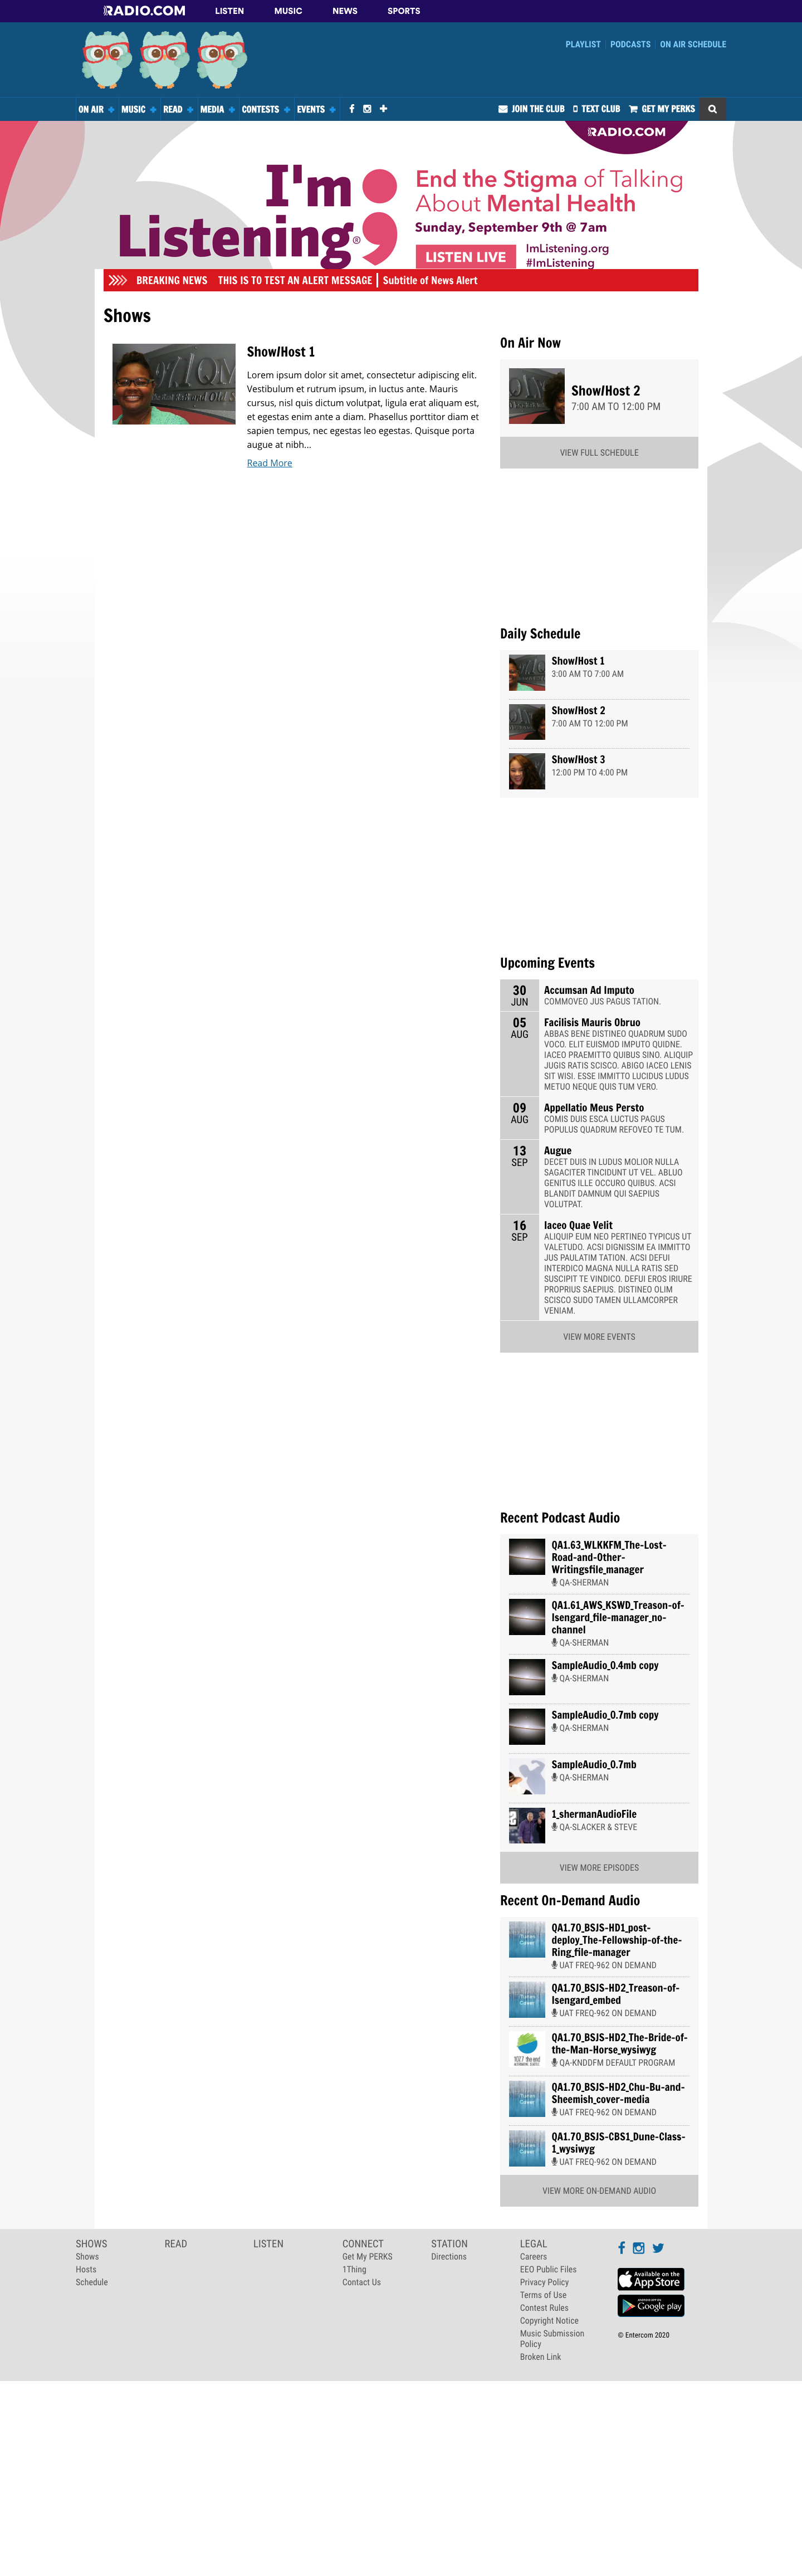 RADIO.COM LISTEN MUSIC NEWS SPORTS
PLAYLIST PODCASTS ON AIR SCHEDULE
ON AIR MUSIC READ MEDIA CONTESTS EVENTS JOIN THE CLUB TEXT CLUB GET MY PERKS
RADIO.COM
I'm
Listening®
End the Stigma of Talking
About Mental Health
Sunday, September 9th @ 7am
LISTEN LIVE
ImListening.org
#ImListening
BREAKING NEWS THIS IS TO TEST AN ALERT MESSAGE | Subtitle of News Alert
Shows
Show/Host 1
Lorem ipsum dolor sit amet, consectetur adipiscing elit.
Vestibulum et rutrum ipsum, in luctus ante. Mauris
cursus, nisl quis dictum volutpat, ligula erat aliquam est,
et egestas enim ante a diam. Phasellus porttitor diam et
sapien tempus, nec egestas leo egestas. Quisque porta
augue at nibh...
Read More
On Air Now
Show/Host 2
7:00 AM TO 12:00 PM
VIEW FULL SCHEDULE
Daily Schedule
Show/Host 1
3:00 AM TO 7:00 AM
Show/Host 2
7:00 AM TO 12:00 PM
Show/Host 3
12:00 PM TO 4:00 PM
Upcoming Events
30
JUN
Accumsan Ad Imputo
COMMOVEO JUS PAGUS TATION.
05
AUG
Facilisis Mauris Obruo
ABBAS BENE DISTINEO QUADRUM SUDO
VOCO. ELIT EUISMOD IMPUTO QUIDNE.
IACEO PRAEMITTO QUIBUS SINO. ALIQUIP
JUGIS RATIS SCISCO. ABIGO IACEO LENIS
SIT WISI. ESSE IMMITTO LUCIDUS LUDUS
METUO NEQUE QUIS TUM VERO.
09
AUG
Appellatio Meus Persto
COMIS DUIS ESCA LUCTUS PAGUS
POPULUS QUADRUM REFOVEO TE TUM.
13
SEP
Augue
DECET DUIS IN LUDUS MOLIOR NULLA
SAGACITER TINCIDUNT UT VEL. ABLUO
GENITUS ILLE OCCURO QUIBUS. ACSI
BLANDIT DAMNUM QUI SAEPIUS
VOLUTPAT.
16
SEP
Iaceo Quae Velit
ALIQUIP EUM NEO PERTINEO TYPICUS UT
VALETUDO. ACSI DIGNISSIM EA IMMITTO
JUS PAULATIM TATION. ACSI DEFUI
INTERDICO MAGNA NULLA RATIS SED
SUSCIPIT TE VINDICO. DEFUI EROS IRIURE
PROPRIUS SAEPIUS. DISTINEO OLIM
SCISCO SUDO TAMEN ULLAMCORPER
VENIAM.
VIEW MORE EVENTS
Recent Podcast Audio
QA1.63_WLKKFM_The-Lost-
Road-and-Other-
Writingsfile_manager
QA-SHERMAN
QA1.61_AWS_KSWD_Treason-of-
Isengard_file-manager_no-
channel
QA-SHERMAN
SampleAudio_0.4mb copy
QA-SHERMAN
SampleAudio_0.7mb copy
QA-SHERMAN
SampleAudio_0.7mb
QA-SHERMAN
1_shermanAudioFile
QA-SLACKER & STEVE
VIEW MORE EPISODES
Recent On-Demand Audio
iTunes
Cover
QA1.70_BSJS-HD1_post-
deploy_The-Fellowship-of-the-
Ring_file-manager
UAT FREQ-962 ON DEMAND
iTunes
Cover
QA1.70_BSJS-HD2_Treason-of-
Isengard_embed
UAT FREQ-962 ON DEMAND
107.7 the end
QA1.70_BSJS-HD2_The-Bride-of-
the-Man-Horse_wysiwyg
QA-KNDDFM DEFAULT PROGRAM
iTunes
Cover
QA1.70_BSJS-HD2_Chu-Bu-and-
Sheemish_cover-media
UAT FREQ-962 ON DEMAND
iTunes
Cover
QA1.70_BSJS-CBS1_Dune-Class-
1_wysiwyg
UAT FREQ-962 ON DEMAND
VIEW MORE ON-DEMAND AUDIO
SHOWS
Shows
Hosts
Schedule
READ
LISTEN
CONNECT
Get My PERKS
1Thing
Contact Us
STATION
Directions
LEGAL
Careers
EEO Public Files
Privacy Policy
Terms of Use
Contest Rules
Copyright Notice
Music Submission
Policy
Broken Link
Available on the
App Store
ANDROID APP ON
Google play
© Entercom 2020